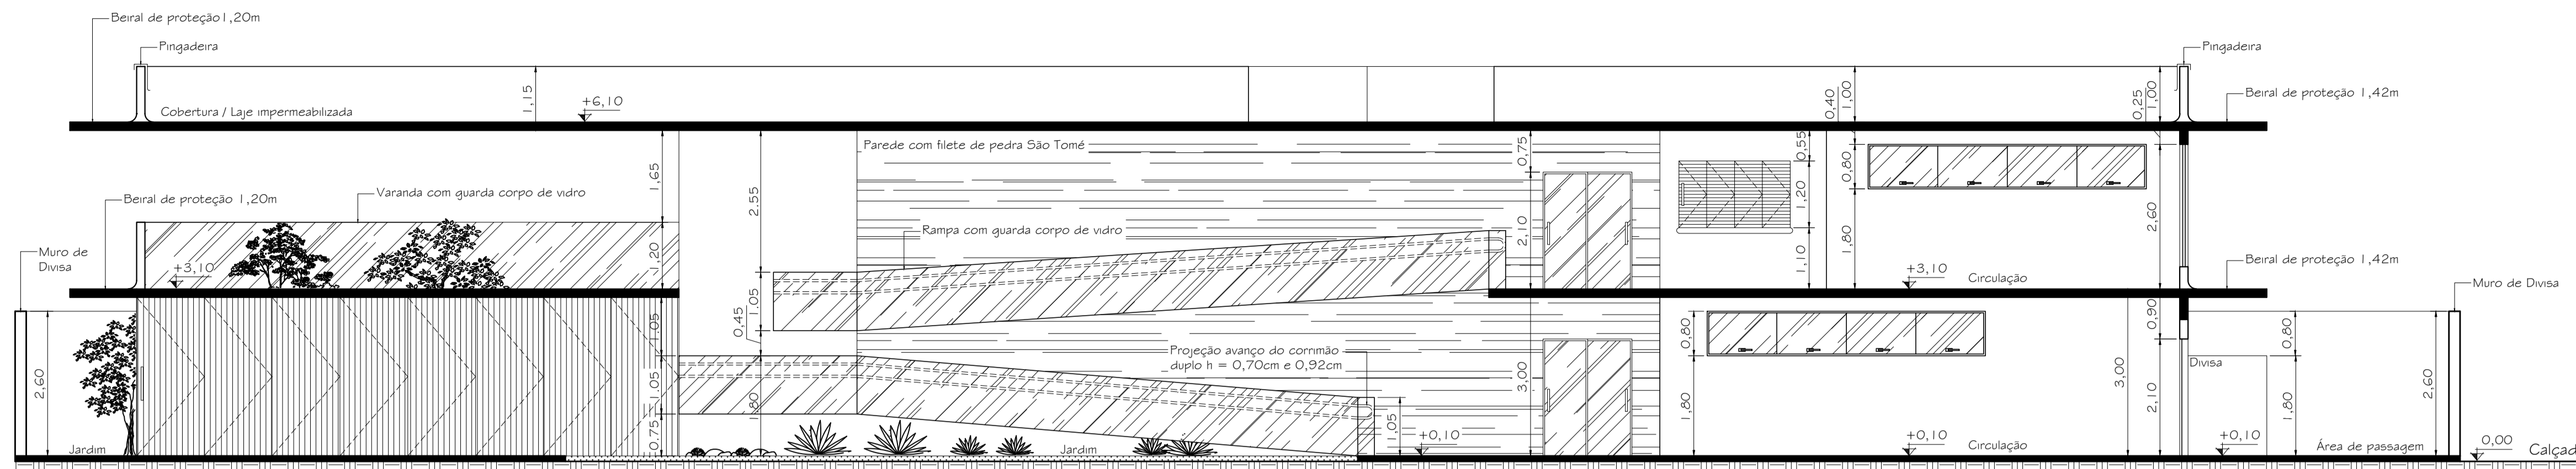 Beiral de proteção 1,20m
Pingadeira
Pingadeira
Cobertura / Laje impermeabilizada
1,15
+6,10
0,40
1,00
0,25
1,00
Beiral de proteção 1,42m
Parede com filete de pedra São Tomé
1,65
2.55
0,75
0,55
0,80
1,20
2,60
Beiral de proteção 1,20m
Varanda com guarda corpo de vidro
Rampa com guarda corpo de vidro
2,10
1,10
1,80
Muro de
Divisa
+3,10
1,20
+3,10
Circulação
Beiral de proteção 1,42m
Muro de Divisa
1.05
0,45
1.05
0,90
0,80
0,80
Projeção avanço do corrimão
duplo h = 0,70cm e 0,92cm
Divisa
2,60
1.05
1.80
3,00
1,80
3,00
2,10
1,80
2,60
0.75
1,05
+0,10
+0,10
+0,10
Jardim
Jardim
Circulação
Área de passagem
0,00
Calçad